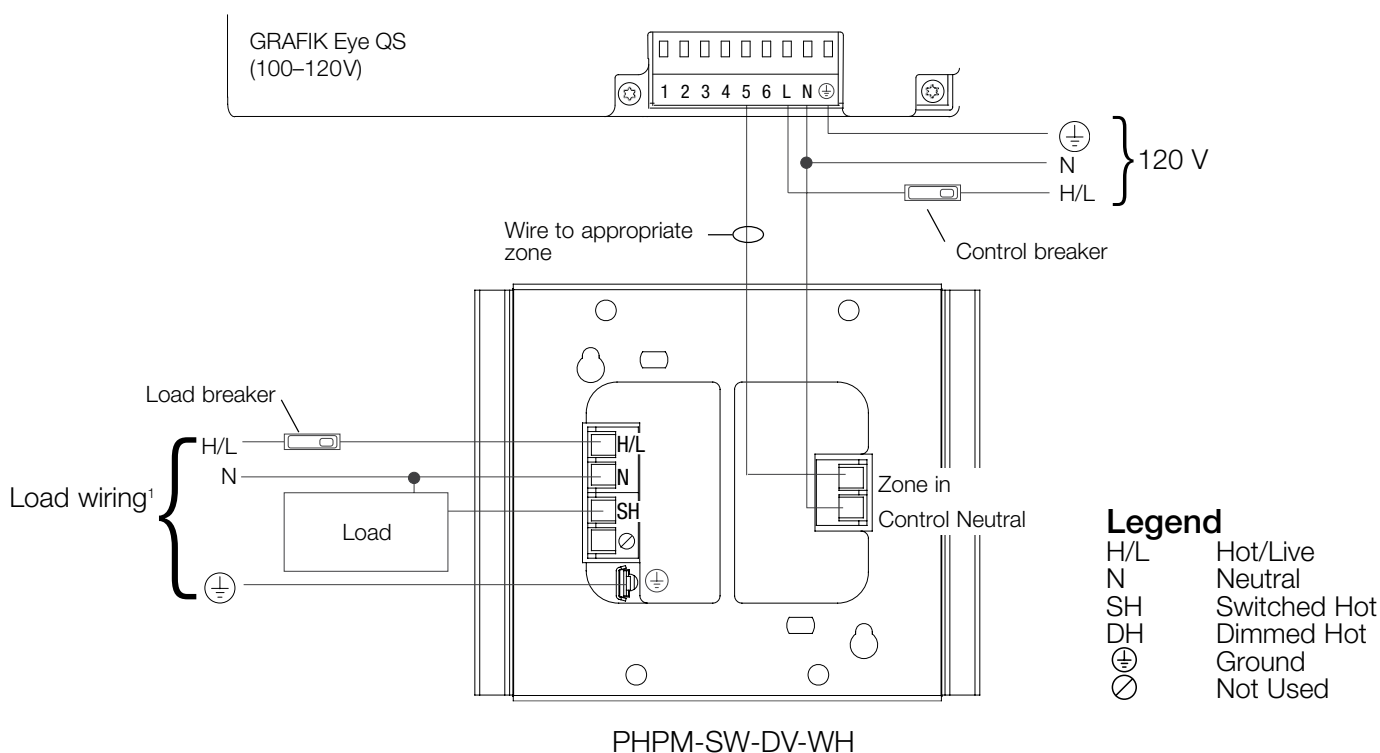 GRAFIK Eye QS
(100–120V)
1 2 3 4 5 6 L N
N
H/L
120 V
Wire to appropriate
zone
Control breaker
Load breaker
H/L
N
Load wiring¹
Load
H/L
N
SH
Zone in
Control Neutral
Legend
H/L Hot/Live
N Neutral
SH Switched Hot
DH Dimmed Hot
Ground
Not Used
PHPM-SW-DV-WH